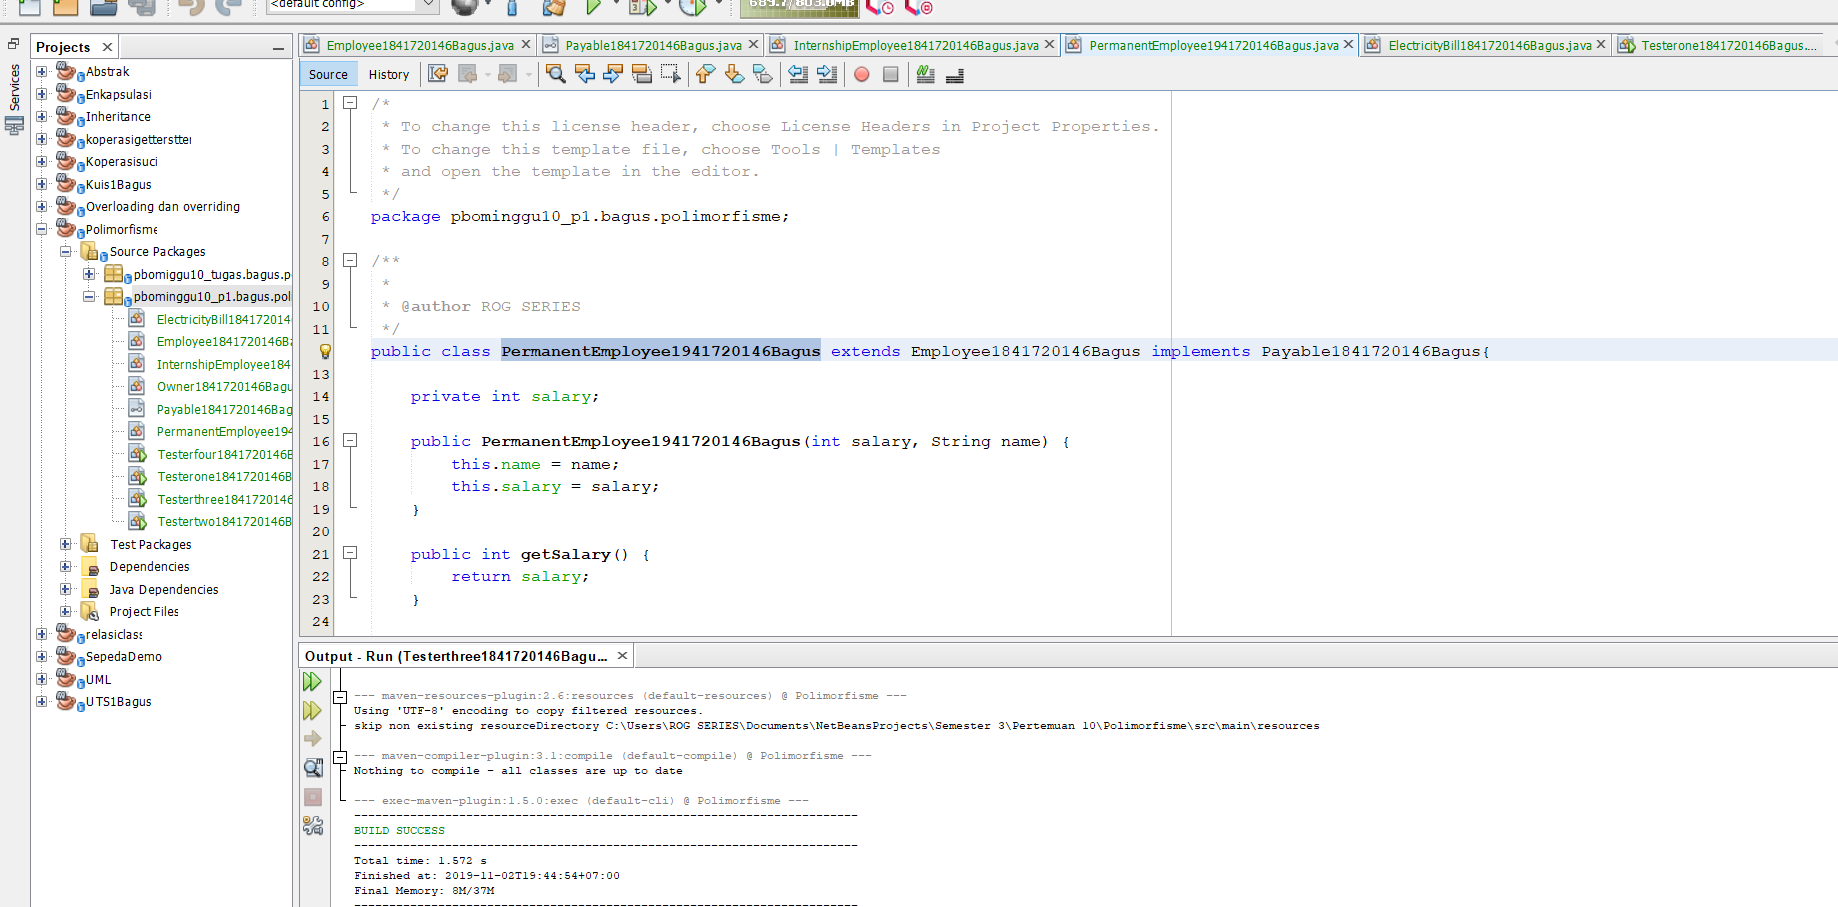 <default config>
689.7/803.0MB
Services
Projects
Abstrak
Enkapsulasi
Inheritance
koperasigettersttер
Koperasisuci
Kuis1Bagus
Overloading dan overriding
Polimorfisme
Source Packages
pbomiggu10_tugas.bagus.p
pbominggu10_p1.bagus.pol
ElectricityBill184172014
Employee1841720146Ba
InternshipEmployee184
Owner1841720146Bagu
Payable1841720146Bag
PermanentEmployee194
Testerfour1841720146B
Testerone1841720146B
Testerthree1841720146
Testertwo1841720146B
Test Packages
Dependencies
Java Dependencies
Project Files
relasiclass
SepedaDemo
UML
UTS1Bagus
Employee1841720146Bagus.java
Payable1841720146Bagus.java
InternshipEmployee1841720146Bagus.java
PermanentEmployee1941720146Bagus.java
ElectricityBill1841720146Bagus.java
Testerone1841720146Bagus....
Source History
1 /*
2 * To change this license header, choose License Headers in Project Properties.
3 * To change this template file, choose Tools | Templates
4 * and open the template in the editor.
5 */
6 package pbominggu10_p1.bagus.polimorfisme;
7
8 /**
9 *
10 * @author ROG SERIES
11 */
public class PermanentEmployee1941720146Bagus extends Employee1841720146Bagus implements Payable1841720146Bagus{
13
14 private int salary;
15
16 public PermanentEmployee1941720146Bagus(int salary, String name) {
17 this.name = name;
18 this.salary = salary;
19 }
20
21 public int getSalary() {
22 return salary;
23 }
24
Output - Run (Testerthree1841720146Bagu...
--- maven-resources-plugin:2.6:resources (default-resources) @ Polimorfisme ---
Using 'UTF-8' encoding to copy filtered resources.
skip non existing resourceDirectory C:\Users\ROG SERIES\Documents\NetBeansProjects\Semester 3\Pertemuan 10\Polimorfisme\src\main\resources
--- maven-compiler-plugin:3.1:compile (default-compile) @ Polimorfisme ---
Nothing to compile - all classes are up to date
--- exec-maven-plugin:1.5.0:exec (default-cli) @ Polimorfisme ---
------------------------------------------------------------------------
BUILD SUCCESS
------------------------------------------------------------------------
Total time: 1.572 s
Finished at: 2019-11-02T19:44:54+07:00
Final Memory: 8M/37M
------------------------------------------------------------------------